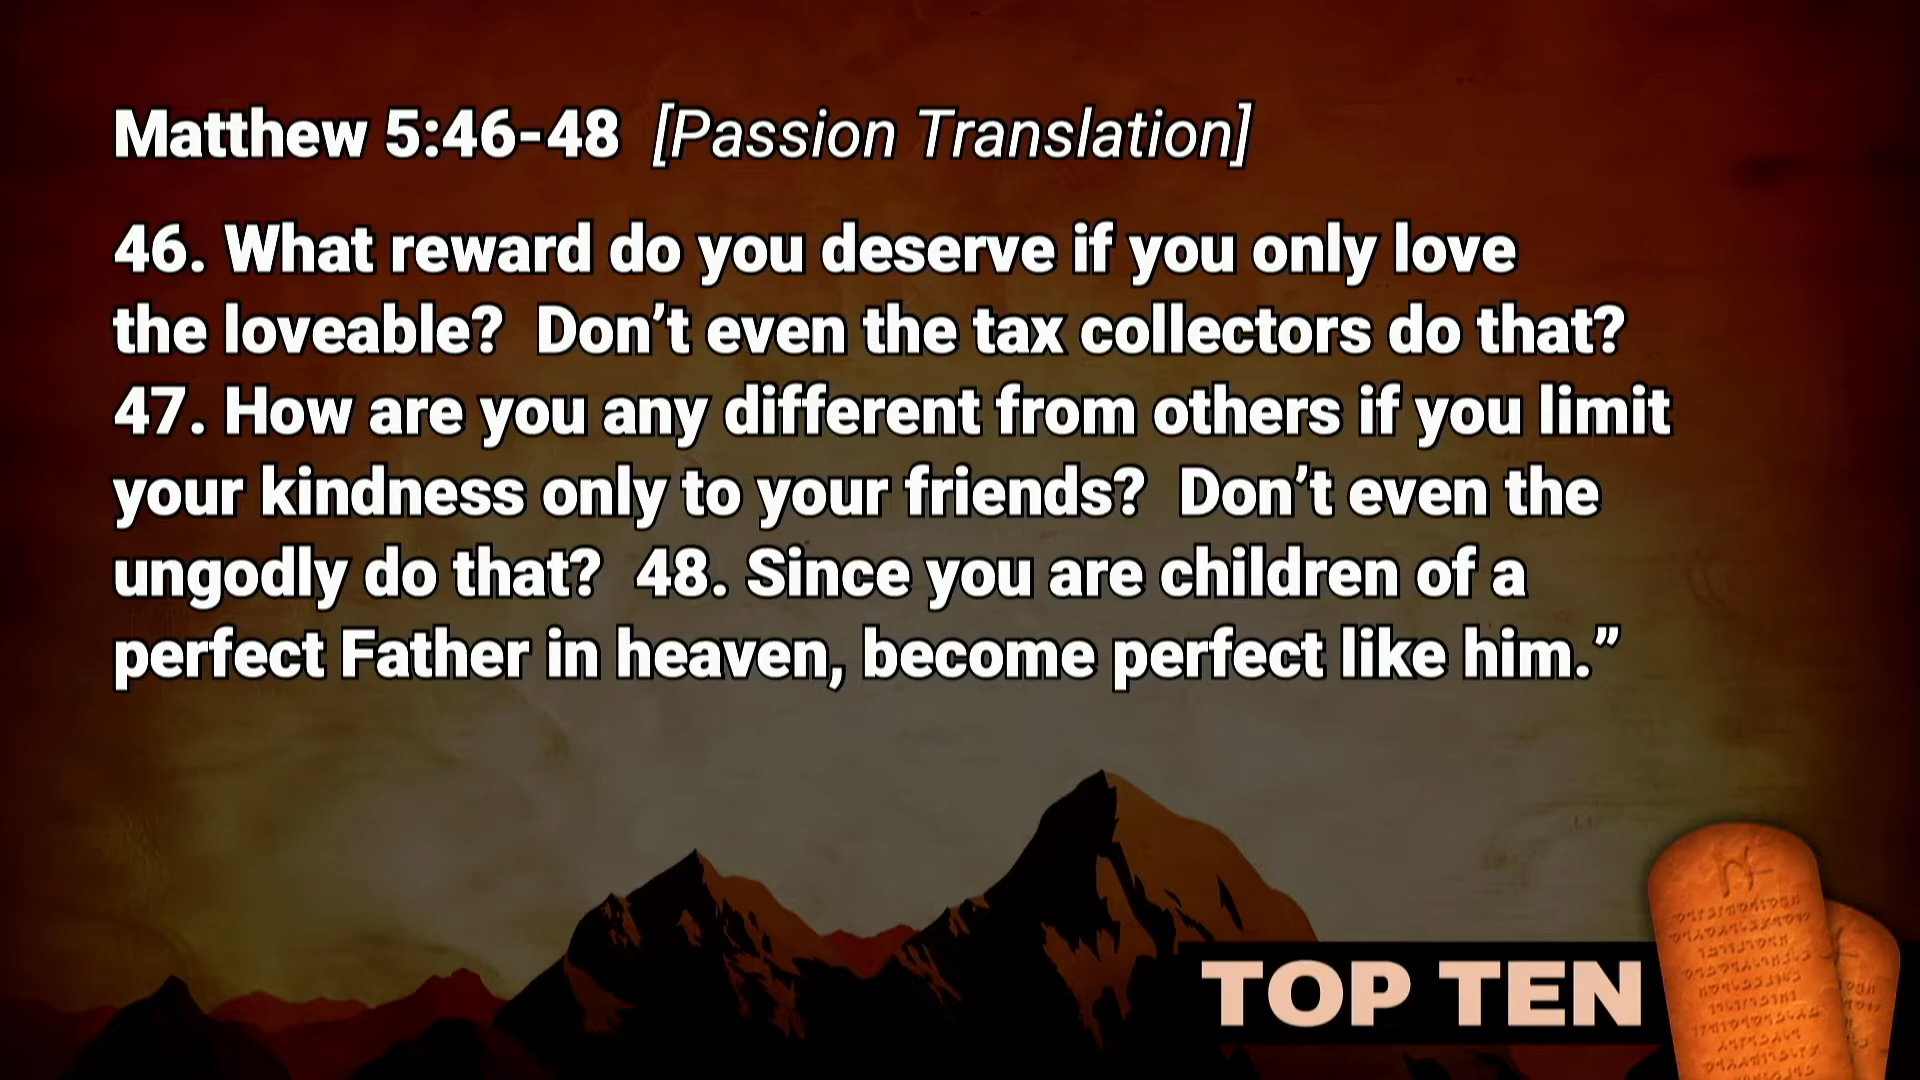 Matthew 5:46-48 [Passion Translation]
46. What reward do you deserve if you only love
the loveable? Don’t even the tax collectors do that?
47. How are you any different from others if you limit
your kindness only to your friends? Don’t even the
ungodly do that? 48. Since you are children of a
perfect Father in heaven, become perfect like him.”
TOP TEN